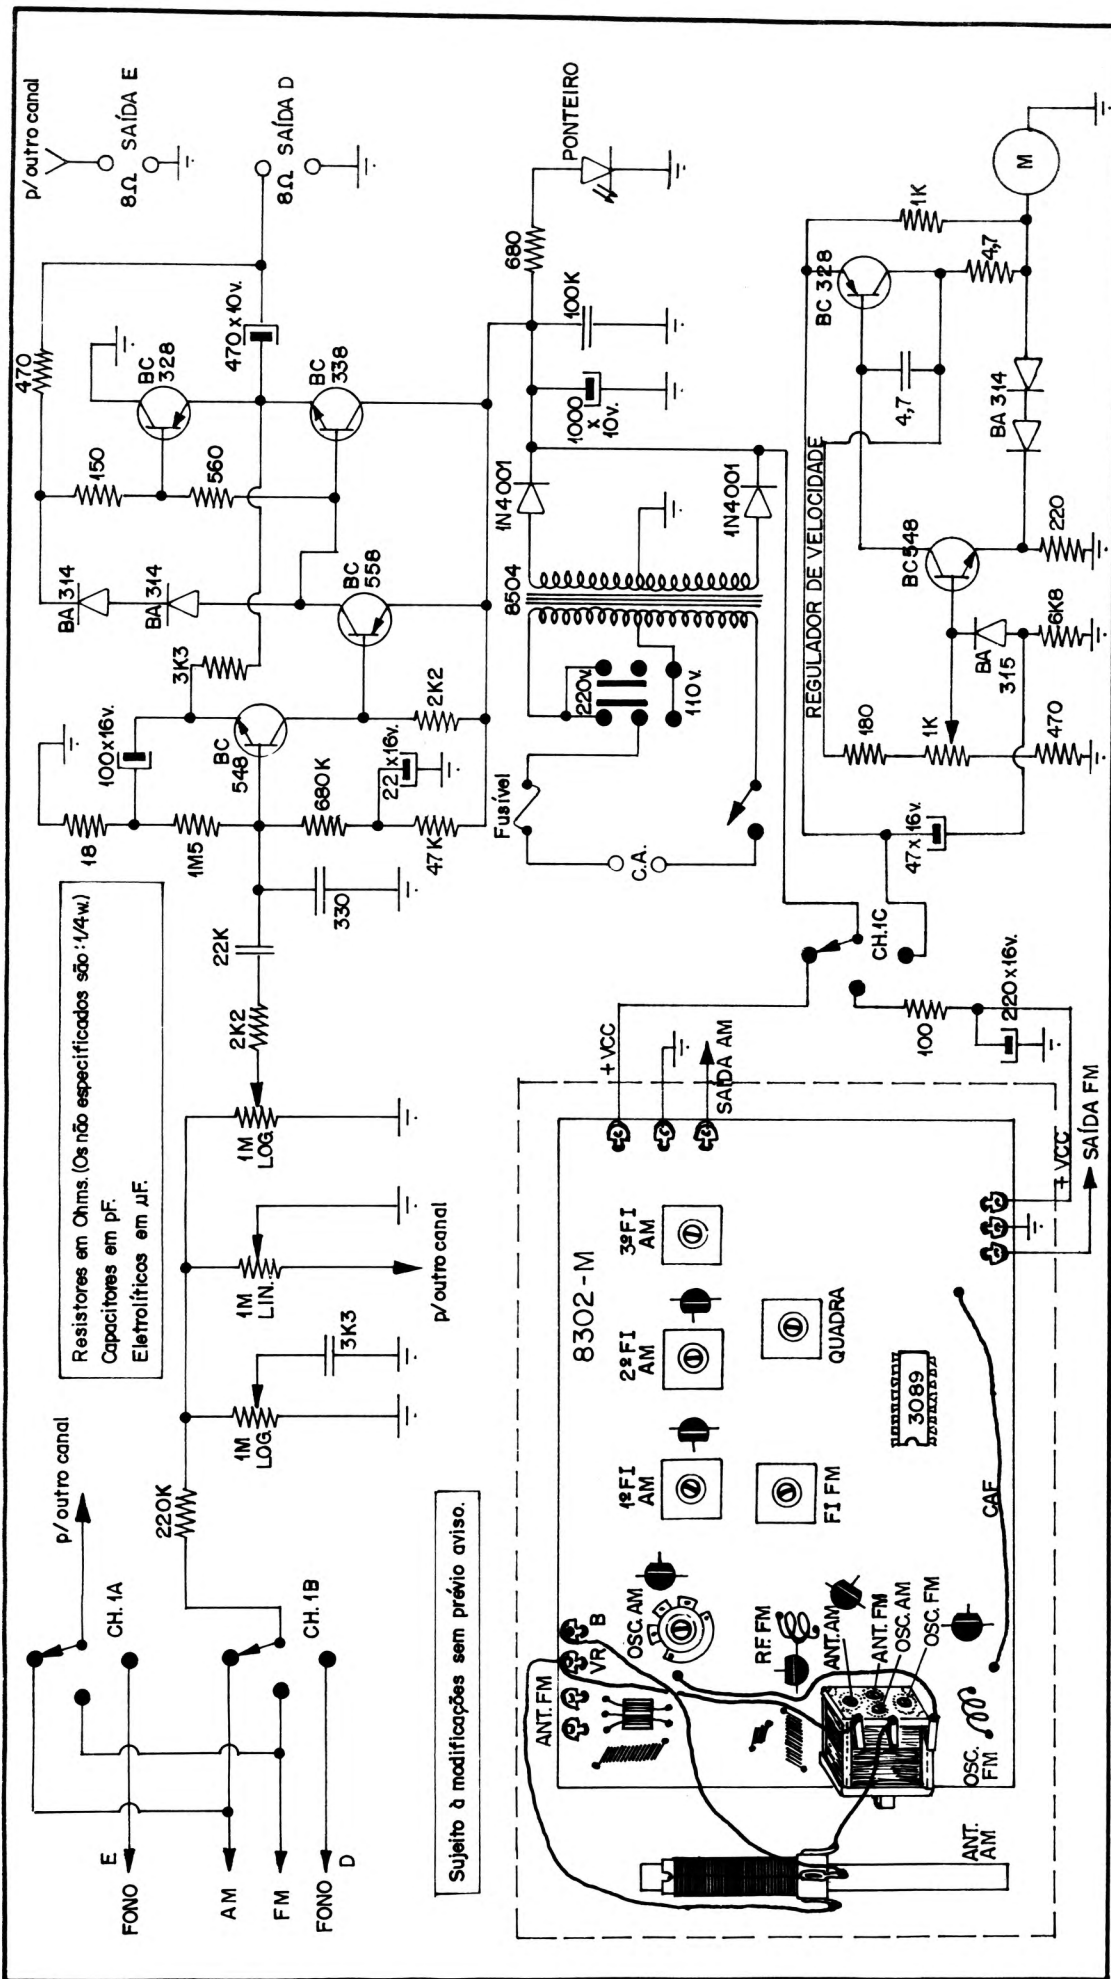 p/outro canal
CH.1A
CH.1B
FONO E
AM
FM
FONO D
220K
1M LOG.
3K3
1M LIN.
p/outro canal
1M LOG.
2K2
22K
330
Resistores em Ohms. (Os não especificados são: 1/4w.)
Capacitores em pF.
Eletrolíticos em µF.
Sujeito à modificações sem prévio aviso.
18
1M5
680K
47K
100x16v.
22x16v.
BC 548
3K3
2K2
BA 314
BA 314
BC 558
150
560
470
BC 328
BC 338
470x10v.
p/outro canal
8Ω SAÍDA E
8Ω SAÍDA D
Fusível
C.A.
220v.
110v.
8504
1N4001
1N4001
1000 x 10v.
100K
680
PONTEIRO
REGULADOR DE VELOCIDADE
CH.1C
47x16v.
180
1K
470
BA 315
6K8
BC548
220
4,7
BC 328
BA 314
4,7
1K
M
100
220x16v.
+VCC
SAÍDA AM
+VCC
SAÍDA FM
8302-M
1ºFI AM
2ºFI AM
3ºFI AM
FI FM
QUADRA
3089
CAF
ANT. FM
VR
B
OSC. AM
RF. FM
ANT. AM
ANT. FM
OSC. AM
OSC. FM
OSC. FM
ANT. AM